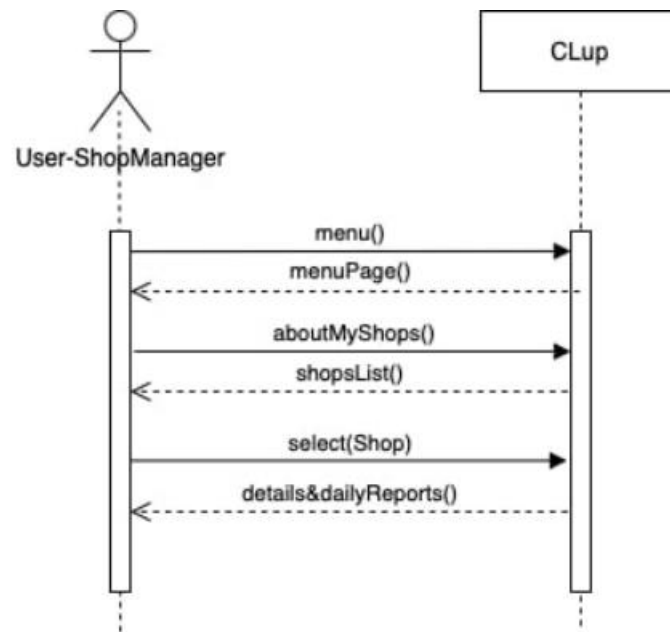 CLup
User-ShopManager
menu()
menuPage()
aboutMyShops()
shopsList()
select(Shop)
details&dailyReports()